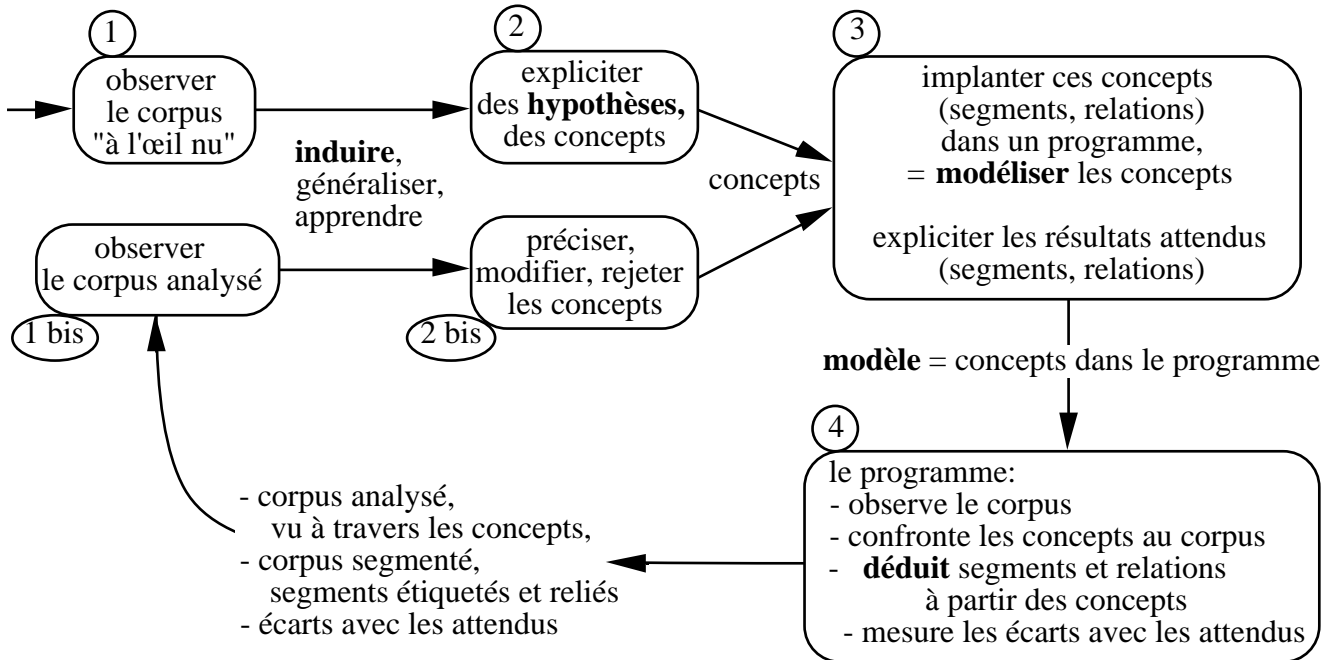 1
observer
le corpus
"à l'œil nu"
induire,
généraliser,
apprendre
2
expliciter
des hypothèses,
des concepts
concepts
3
implanter ces concepts
(segments, relations)
dans un programme,
= modéliser les concepts
expliciter les résultats attendus
(segments, relations)
observer
le corpus analysé
1 bis
préciser,
modifier, rejeter
les concepts
2 bis
modèle = concepts dans le programme
4
le programme:
- observe le corpus
- confronte les concepts au corpus
- déduit segments et relations
à partir des concepts
- mesure les écarts avec les attendus
- corpus analysé,
vu à travers les concepts,
- corpus segmenté,
segments étiquetés et reliés
- écarts avec les attendus